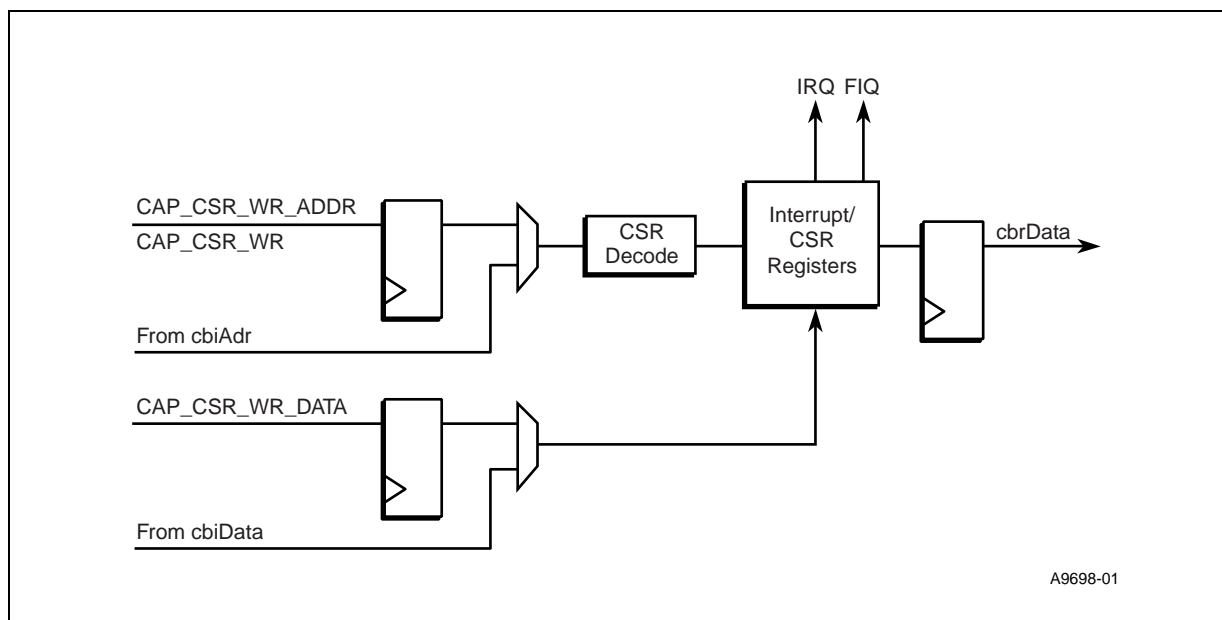 IRQ FIQ
CAP_CSR_WR_ADDR
CAP_CSR_WR
CSR
Decode
Interrupt/
CSR
Registers
cbrData
From cbiAdr
CAP_CSR_WR_DATA
From cbiData
A9698-01